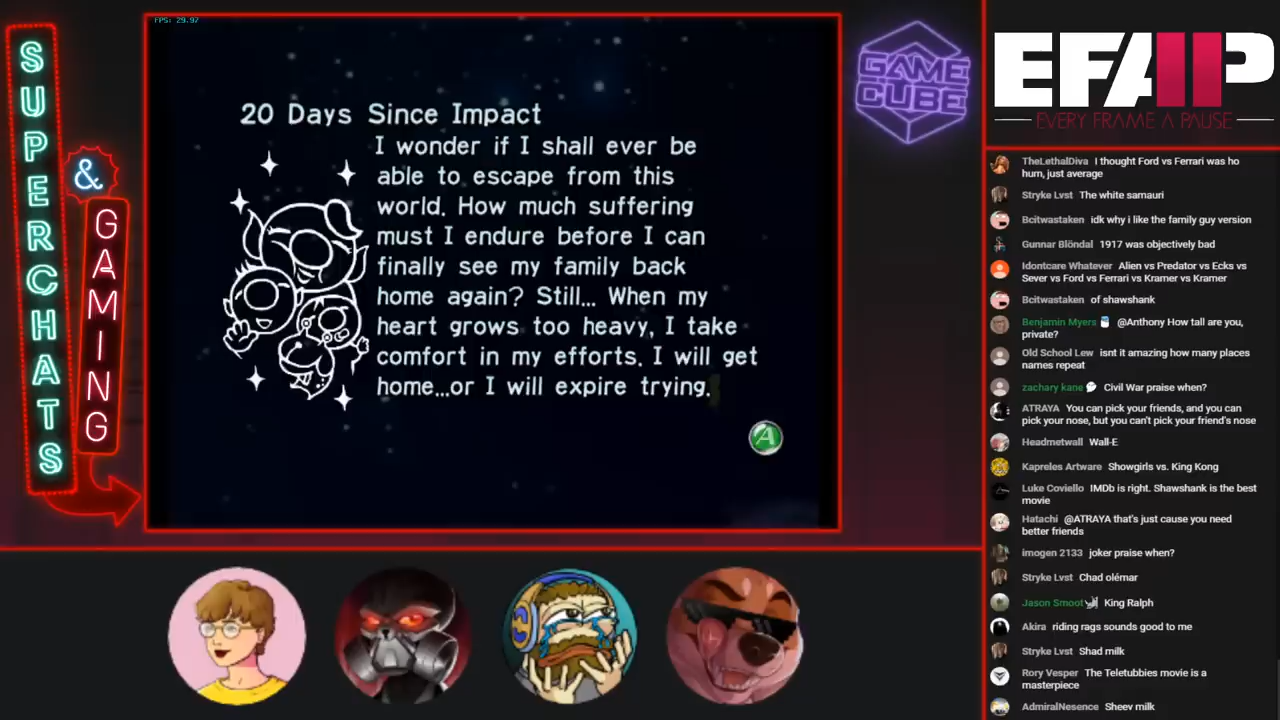 FPS: 29.97
SUPERCHATS
&
GAMING
20 Days Since Impact
I wonder if I shall ever be
able to escape from this
world. How much suffering
must I endure before I can
finally see my family back
home again? Still... When my
heart grows too heavy, I take
comfort in my efforts. I will get
home...or I will expire trying.
A
GAME
CUBE
EFAP
EVERY FRAME A PAUSE
TheLethalDiva I thought Ford vs Ferrari was ho
hum, just average
Stryke Lvst The white samauri
Bcitwastaken idk why i like the family guy version
Gunnar Blöndal 1917 was objectively bad
Idontcare Whatever Alien vs Predator vs Ecks vs
Sever vs Ford vs Ferrari vs Kramer vs Kramer
Bcitwastaken of shawshank
Benjamin Myers @Anthony How tall are you,
private?
Old School Lew isnt it amazing how many places
names repeat
zachary kane Civil War praise when?
ATRAYA You can pick your friends, and you can
pick your nose, but you can't pick your friend's nose
Headmetwall Wall-E
Kapreles Artware Showgirls vs. King Kong
Luke Coviello IMDb is right. Shawshank is the best
movie
Hatachi @ATRAYA that's just cause you need
better friends
imogen 2133 joker praise when?
Stryke Lvst Chad olémar
Jason Smoot King Ralph
Akira riding rags sounds good to me
Stryke Lvst Shad milk
Rory Vesper The Teletubbies movie is a
masterpiece
AdmiralNesence Sheev milk